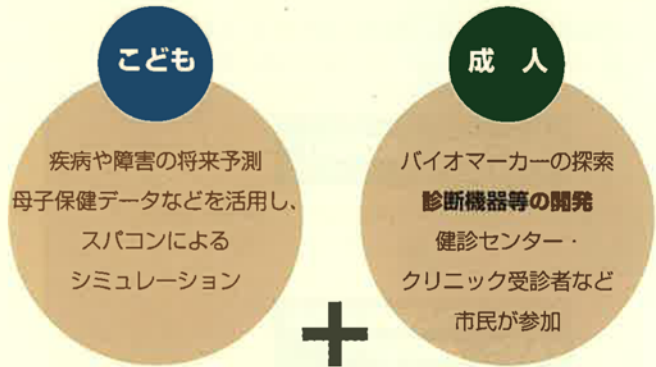 こども
疾病や障害の将来予測
母子保健データなどを活用し、
スパコンによる
シミュレーション
成 人
バイオマーカーの探索
診断機器等の開発
健診センター・
クリニック受診者など
市民が参加
+